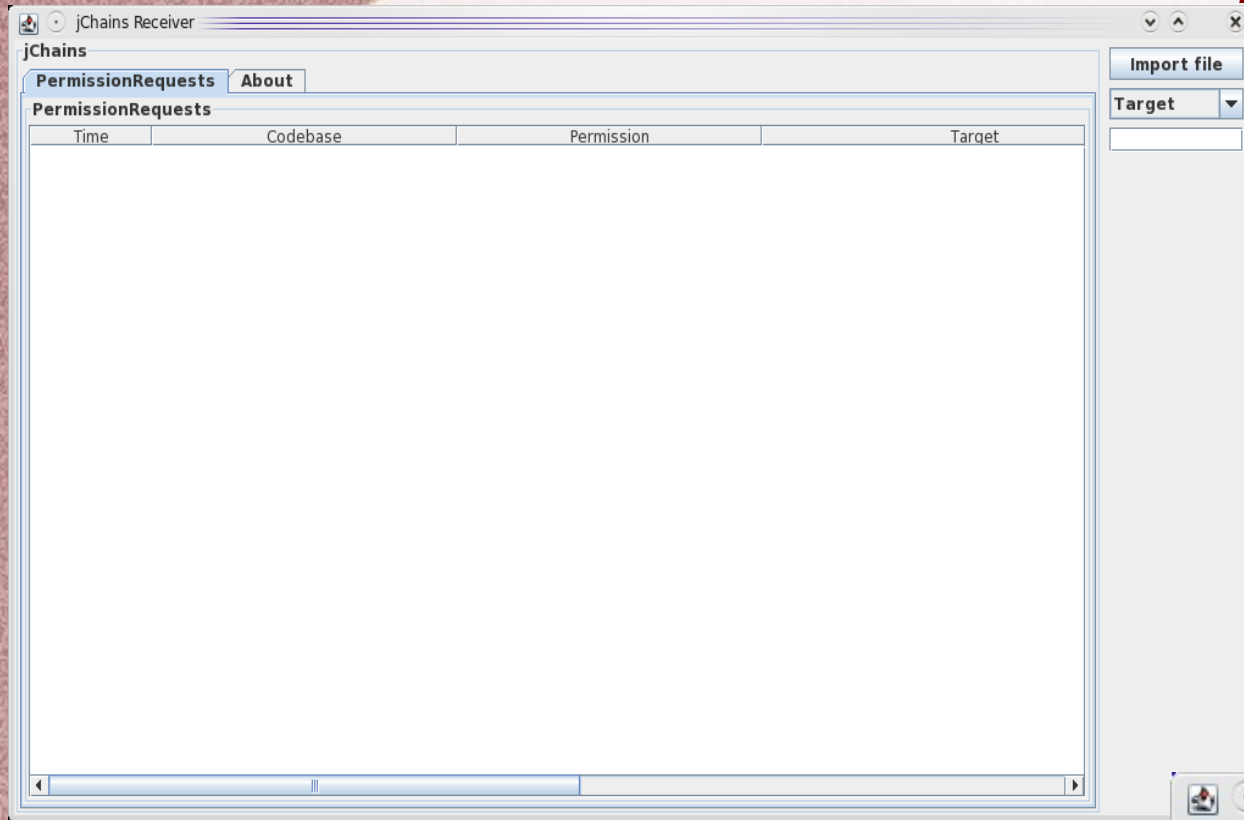 jChains Receiver
jChains
PermissionRequests About
PermissionRequests
Time Codebase Permission Target
Import file
Target